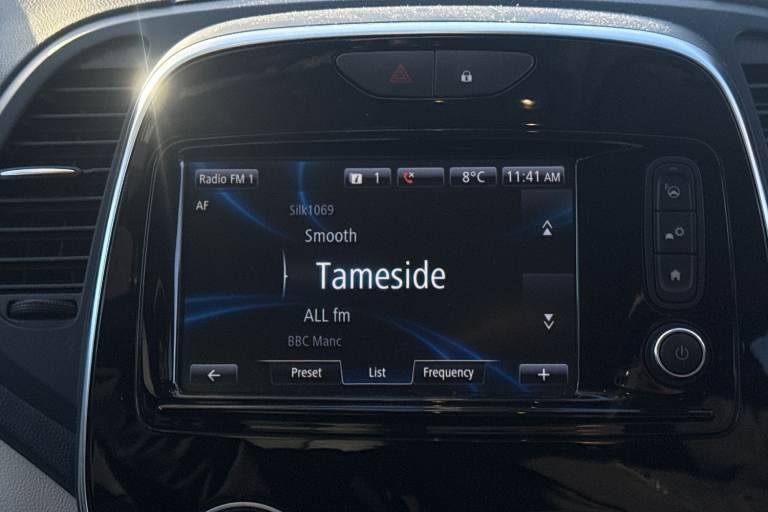 Radio FM 1
i 1
8°C
11:41 AM
AF
Silk1069
Smooth
Tameside
ALL fm
BBC Manc
Preset
List
Frequency